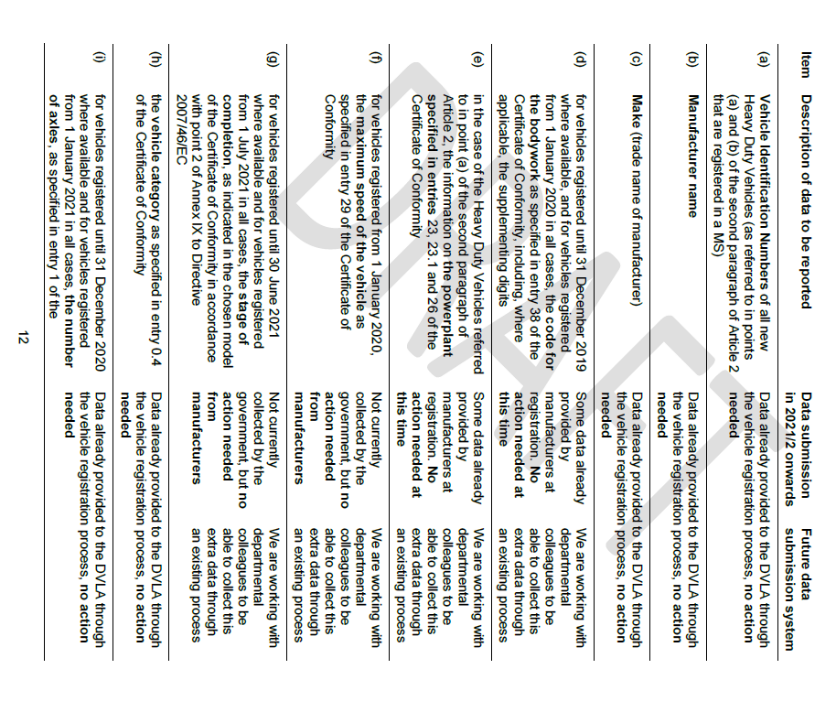 Item Description of data to be reported Data submission in 2021/2 onwards Future data submission system
(a) Vehicle Identification Numbers of all new
Heavy Duty Vehicles (as referred to in points
(a) and (b) of the second paragraph of Article 2
that are registered in a MS)
Data already provided to the DVLA through
the vehicle registration process, no action
needed
(b) Manufacturer name
Data already provided to the DVLA through
the vehicle registration process, no action
needed
(c) Make (trade name of manufacturer)
Data already provided to the DVLA through
the vehicle registration process, no action
needed
(d) for vehicles registered until 31 December 2019
where available, and for vehicles registered
from 1 January 2020 in all cases, the code for
the bodywork as specified in entry 38 of the
Certificate of Conformity, including, where
applicable, the supplementing digits
Some data already
provided by
manufacturers at
registration. No
action needed at
this time
We are working with
departmental
colleagues to be
able to collect this
extra data through
an existing process
(e) in the case of the Heavy Duty Vehicles referred
to in point (a) of the second paragraph of
Article 2, the information on the powerplant
specified in entries 23, 23.1 and 26 of the
Certificate of Conformity
Some data already
provided by
manufacturers at
registration. No
action needed at
this time
We are working with
departmental
colleagues to be
able to collect this
extra data through
an existing process
(f) for vehicles registered from 1 January 2020,
the maximum speed of the vehicle as
specified in entry 29 of the Certificate of
Conformity
Not currently
collected by the
government, but no
action needed
from
manufacturers
We are working with
departmental
colleagues to be
able to collect this
extra data through
an existing process
(g) for vehicles registered until 30 June 2021
where available and for vehicles registered
from 1 July 2021 in all cases, the stage of
completion, as indicated in the chosen model
of the Certificate of Conformity in accordance
with point 2 of Annex IX to Directive
2007/46/EC
Not currently
collected by the
government, but no
action needed
from
manufacturers
We are working with
departmental
colleagues to be
able to collect this
extra data through
an existing process
(h) the vehicle category as specified in entry 0.4
of the Certificate of Conformity
Data already provided to the DVLA through
the vehicle registration process, no action
needed
(i) for vehicles registered until 31 December 2020
where available and for vehicles registered
from 1 January 2021 in all cases, the number
of axles, as specified in entry 1 of the
Data already provided to the DVLA through
the vehicle registration process, no action
needed
12
DRAFT